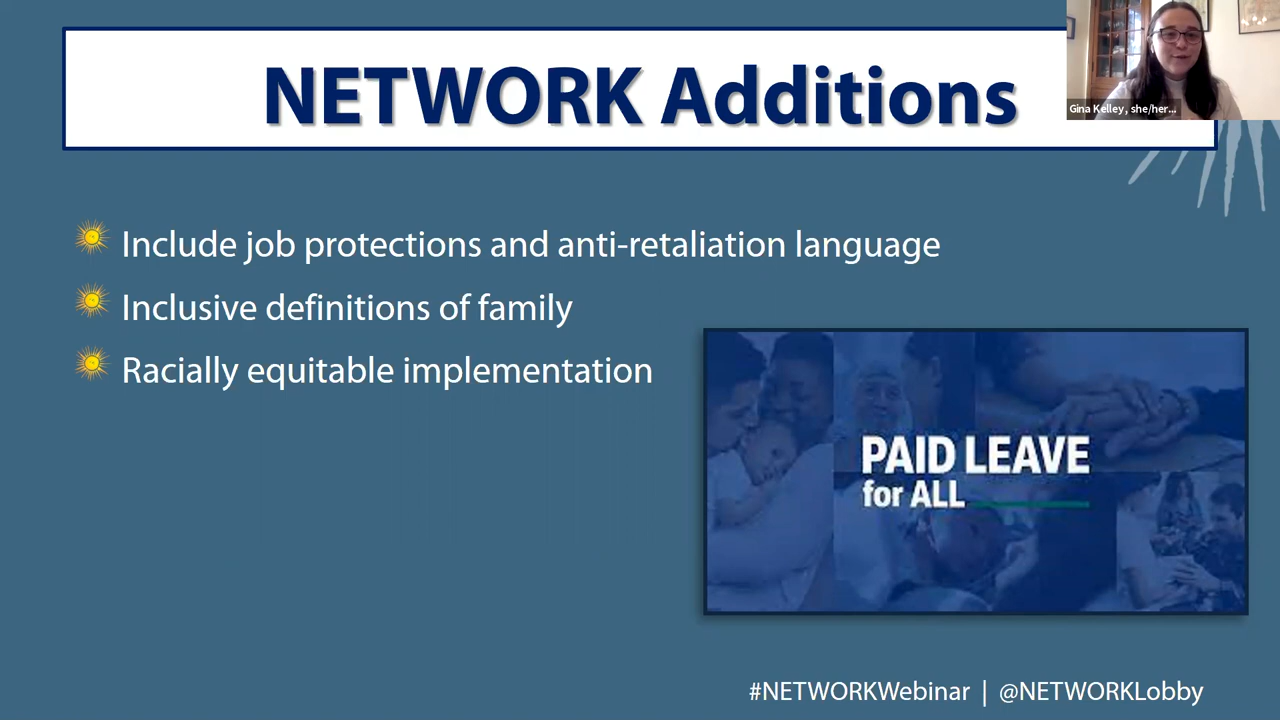 NETWORK Additions
Gina Kelley, she/her...
Include job protections and anti-retaliation language
Inclusive definitions of family
Racially equitable implementation
PAID LEAVE
for ALL
#NETWORKWebinar | @NETWORKLobby